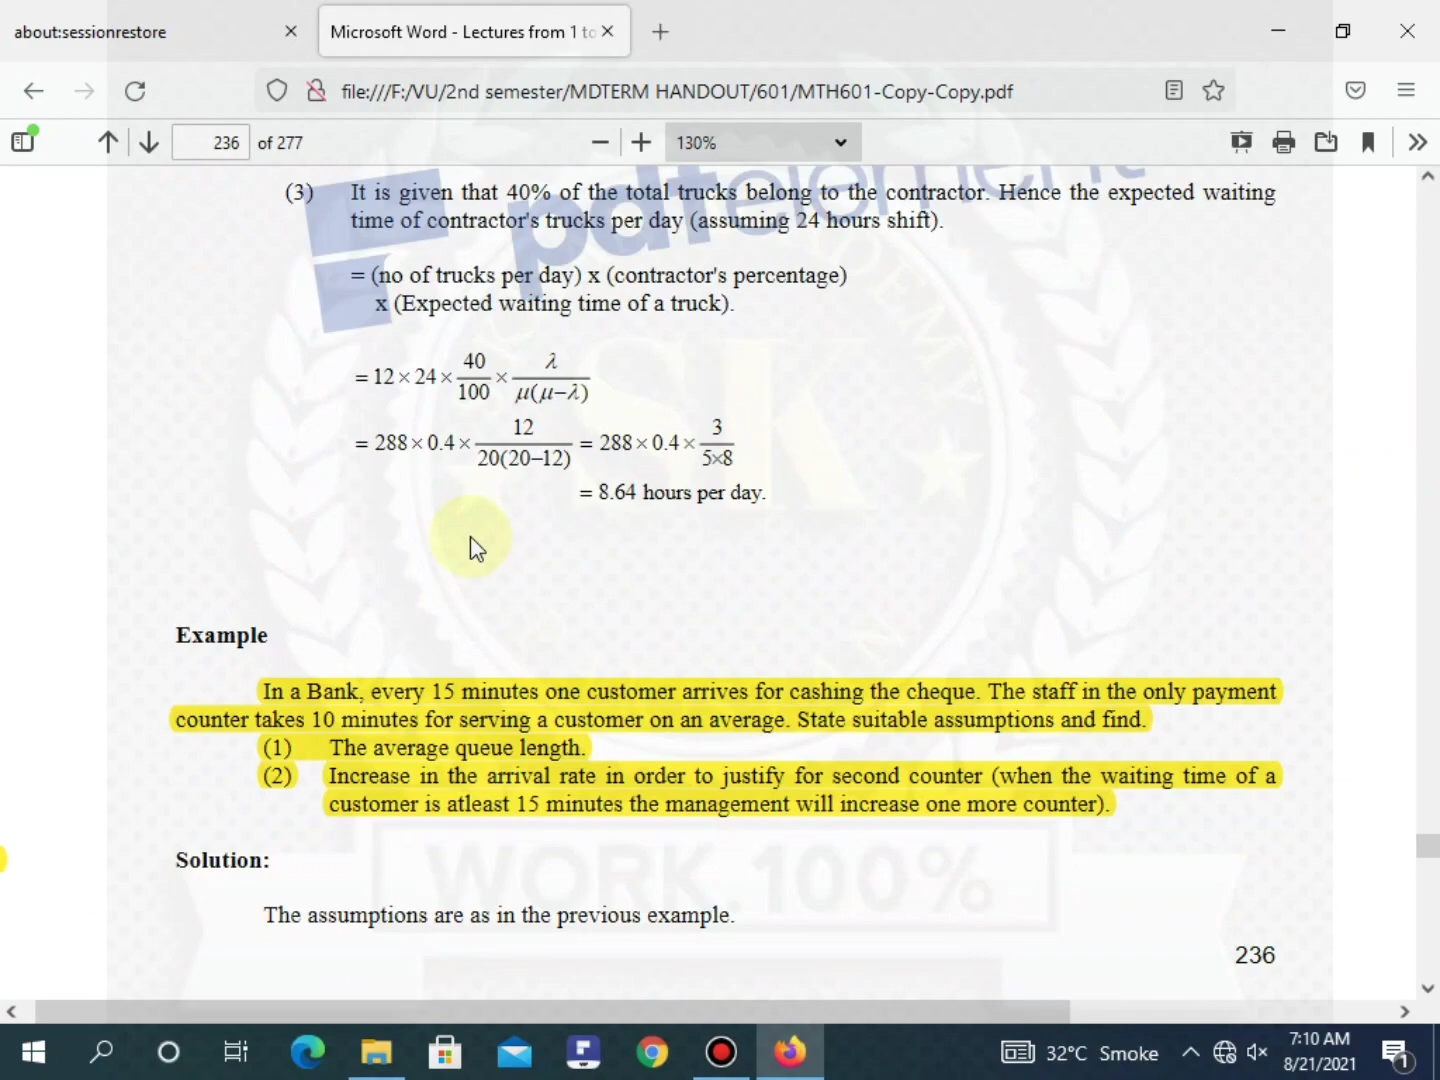 about:sessionrestore
Microsoft Word - Lectures from 1 to
file:///F:/VU/2nd semester/MDTERM HANDOUT/601/MTH601-Copy-Copy.pdf
236 of 277
130%
pdfelement
(3) It is given that 40% of the total trucks belong to the contractor. Hence the expected waiting
time of contractor's trucks per day (assuming 24 hours shift).
= (no of trucks per day) x (contractor's percentage)
x (Expected waiting time of a truck).
= 12 × 24 × 40/100 × λ/μ(μ−λ)
= 288 × 0.4 × 12/20(20−12) = 288 × 0.4 × 3/5×8
= 8.64 hours per day.
SK
Example
In a Bank, every 15 minutes one customer arrives for cashing the cheque. The staff in the only payment
counter takes 10 minutes for serving a customer on an average. State suitable assumptions and find.
(1) The average queue length.
(2) Increase in the arrival rate in order to justify for second counter (when the waiting time of a
customer is atleast 15 minutes the management will increase one more counter).
Solution:
WORK.100%
The assumptions are as in the previous example.
236
32°C Smoke
7:10 AM
8/21/2021
1